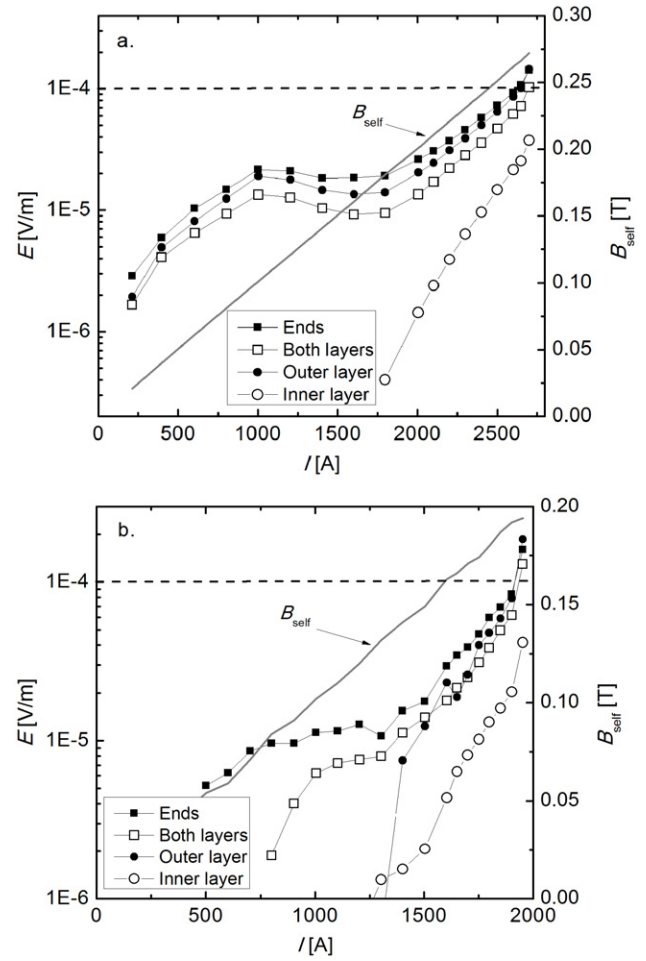 a.
0.30
0.25
0.20
0.15
0.10
0.05
0.00
1E-4
1E-5
1E-6
E [V/m]
B self [T]
B self
Ends
Both layers
Outer layer
Inner layer
0 500 1000 1500 2000 2500
I [A]
b.
0.20
0.15
0.10
0.05
0.00
1E-4
1E-5
1E-6
E [V/m]
B self [T]
B self
Ends
Both layers
Outer layer
Inner layer
0 500 1000 1500 2000
I [A]